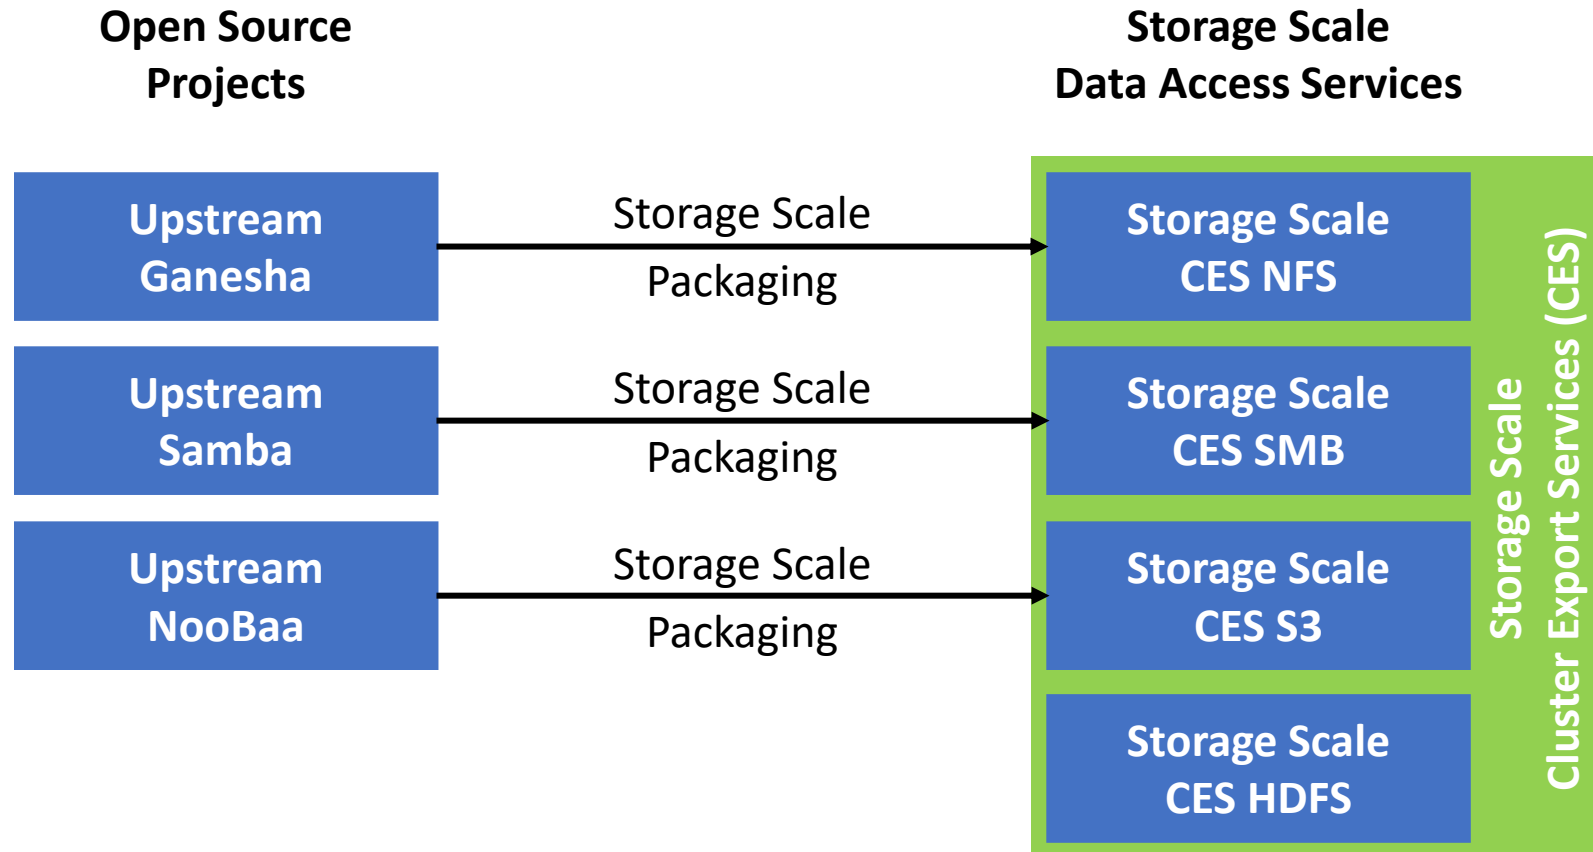 Open Source
Projects
Storage Scale
Data Access Services
Upstream
Ganesha
Storage Scale
Packaging
Storage Scale
CES NFS
Upstream
Samba
Storage Scale
Packaging
Storage Scale
CES SMB
Upstream
NooBaa
Storage Scale
Packaging
Storage Scale
CES S3
Storage Scale
CES HDFS
Storage Scale
Cluster Export Services (CES)